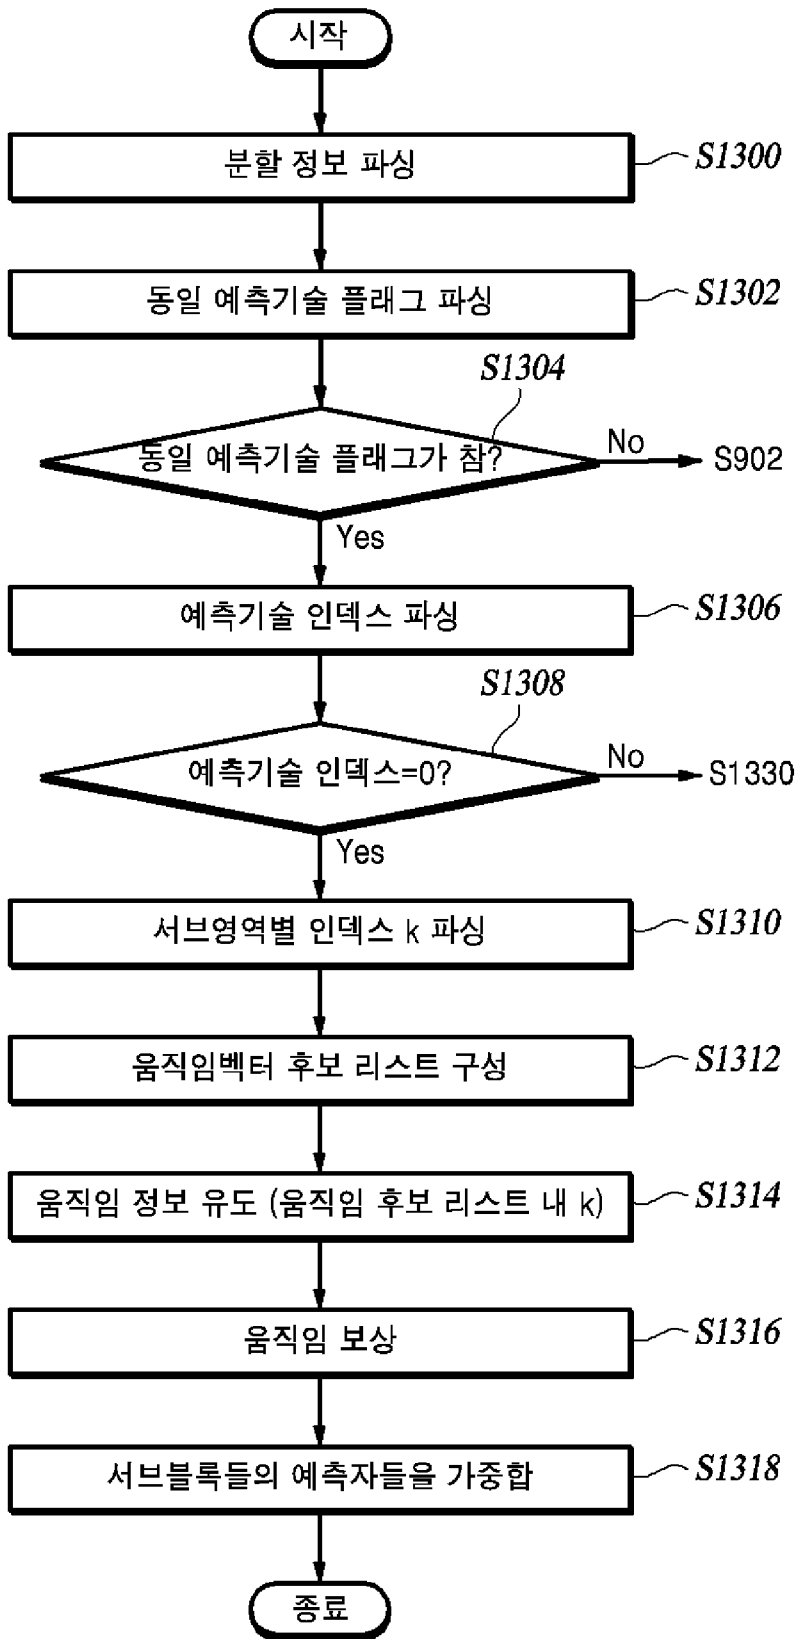 시작
분할 정보 파싱
S1300
동일 예측기술 플래그 파싱
S1302
S1304
동일 예측기술 플래그가 참?
No
S902
Yes
예측기술 인덱스 파싱
S1306
S1308
예측기술 인덱스=0?
No
S1330
Yes
서브영역별 인덱스 k 파싱
S1310
움직임벡터 후보 리스트 구성
S1312
움직임 정보 유도 (움직임 후보 리스트 내 k)
S1314
움직임 보상
S1316
서브블록들의 예측자들을 가중합
S1318
종료